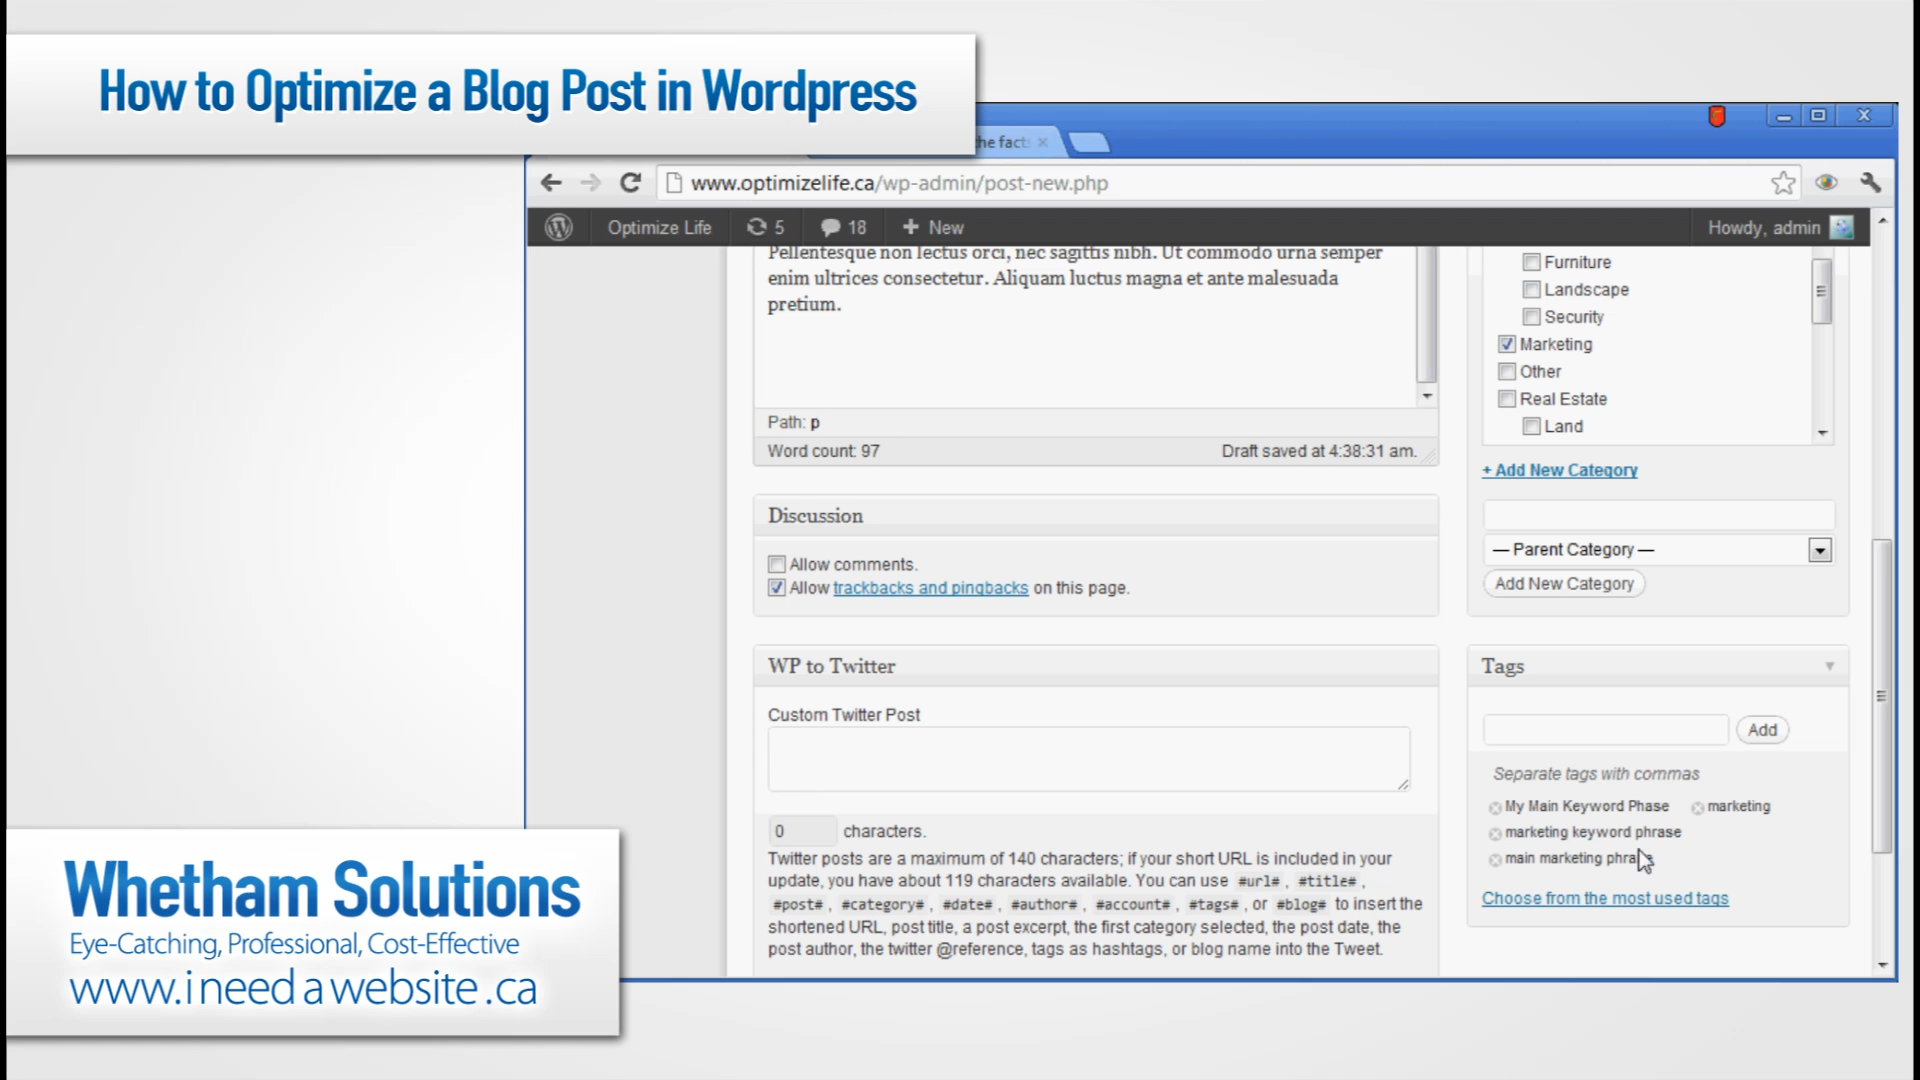 How to Optimize a Blog Post in Wordpress
he facts
www.optimizelife.ca/wp-admin/post-new.php
Optimize Life 5 18 New Howdy, admin
Pellentesque non lectus orci, nec sagittis nibh. Ut commodo urna semper
enim ultrices consectetur. Aliquam luctus magna et ante malesuada
pretium.
Path: p
Word count: 97 Draft saved at 4:38:31 am.
Discussion
Allow comments.
Allow trackbacks and pingbacks on this page.
WP to Twitter
Custom Twitter Post
0 characters.
Twitter posts are a maximum of 140 characters; if your short URL is included in your
update, you have about 119 characters available. You can use #url#, #title#,
#post#, #category#, #date#, #author#, #account#, #tags#, or #blog# to insert the
shortened URL, post title, a post excerpt, the first category selected, the post date, the
post author, the twitter @reference, tags as hashtags, or blog name into the Tweet.
Furniture
Landscape
Security
Marketing
Other
Real Estate
Land
+ Add New Category
— Parent Category —
Add New Category
Tags
Add
Separate tags with commas
My Main Keyword Phase marketing
marketing keyword phrase
main marketing phrase
Choose from the most used tags
Whetham Solutions
Eye-Catching, Professional, Cost-Effective
www.ineedawebsite.ca